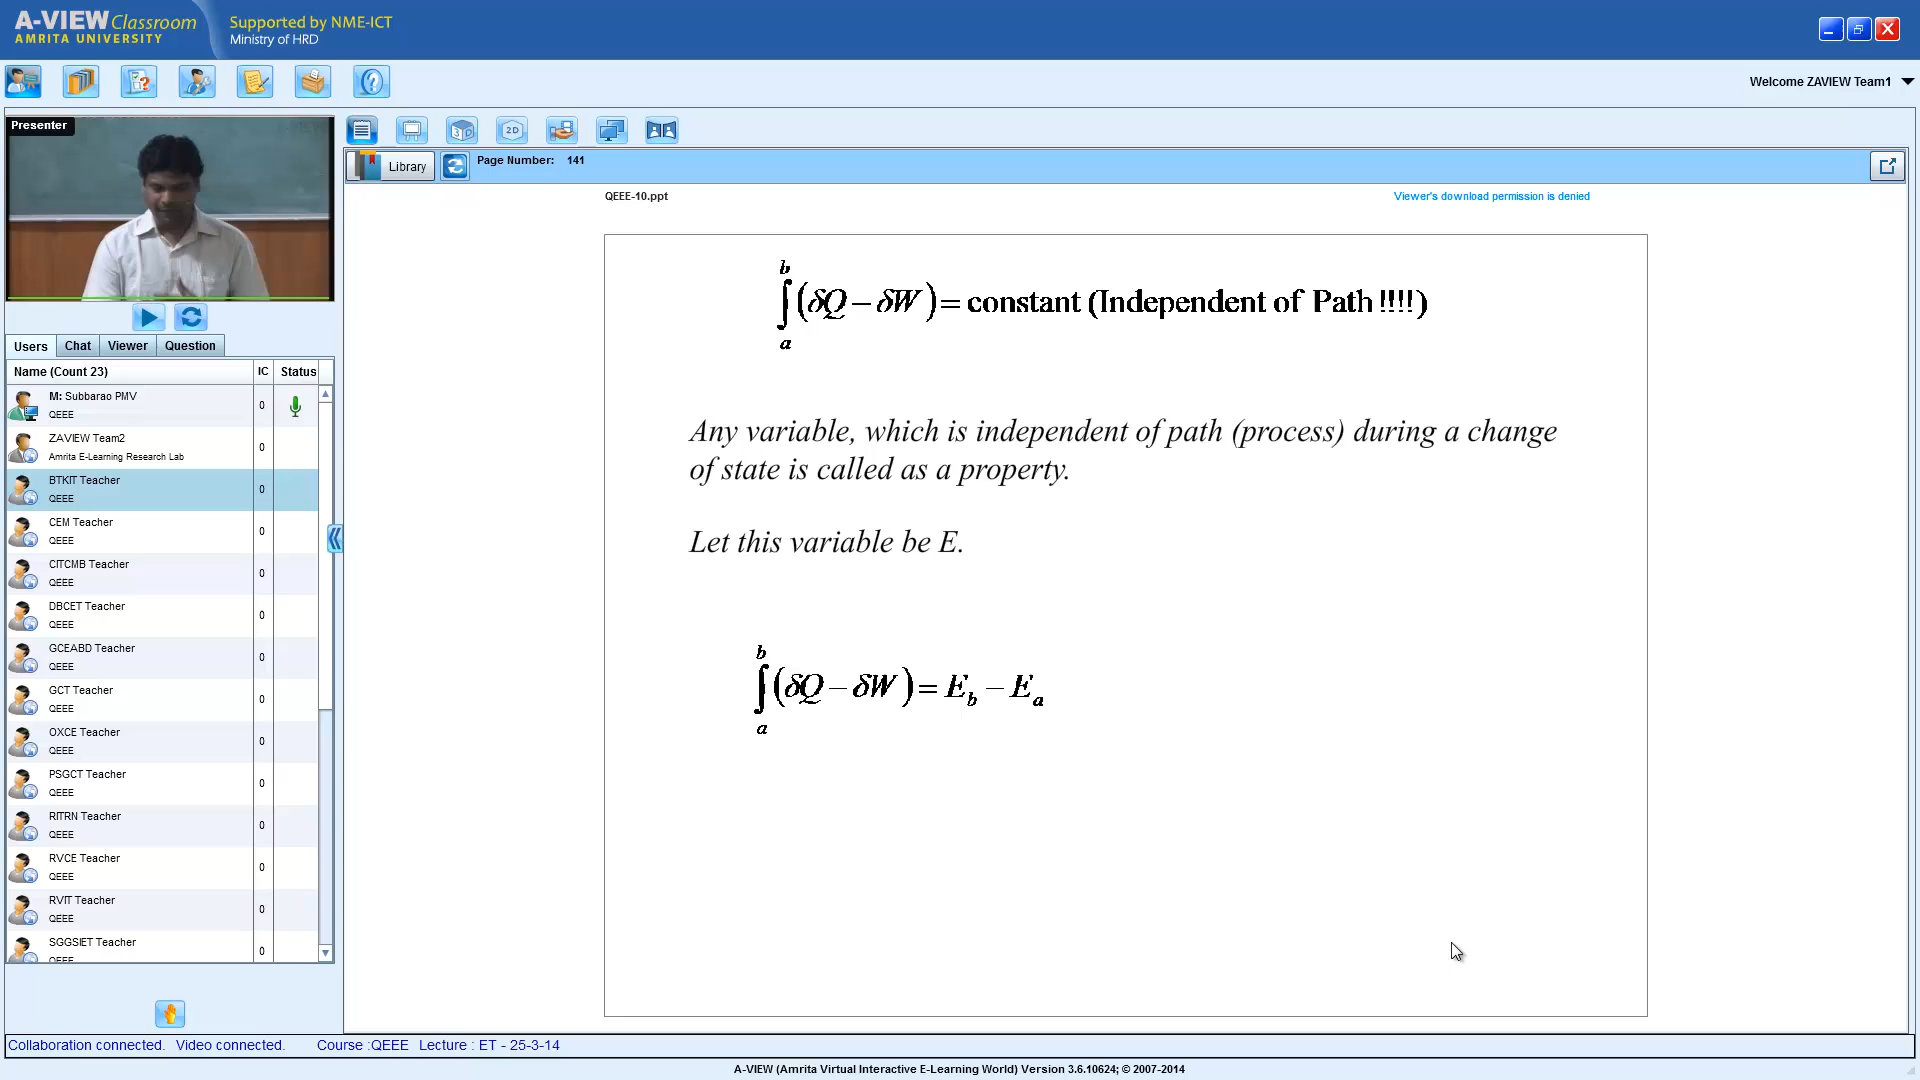 A-VIEW Classroom
AMRITA UNIVERSITY
Supported by NME-ICT
Ministry of HRD
Welcome ZAVIEW Team1
Presenter
Library
Page Number: 141
QEEE-10.ppt
Viewer's download permission is denied
Users Chat Viewer Question
Name (Count 23) IC Status
M: Subbarao PMV 0
QEEE
ZAVIEW Team2 0
Amrita E-Learning Research Lab
BTKIT Teacher 0
QEEE
CEM Teacher 0
QEEE
CITCMB Teacher 0
QEEE
DBCET Teacher 0
QEEE
GCEABD Teacher 0
QEEE
GCT Teacher 0
QEEE
OXCE Teacher 0
QEEE
PSGCT Teacher 0
QEEE
RITRN Teacher 0
QEEE
RVCE Teacher 0
QEEE
RVIT Teacher 0
QEEE
SGGSIET Teacher 0
QEEE
3D
2D
b
∫(δQ − δW) = constant (Independent of Path !!!!)
a
Any variable, which is independent of path (process) during a change
of state is called as a property.
Let this variable be E.
b
∫(δQ − δW) = E_b − E_a
a
Collaboration connected. Video connected. Course :QEEE Lecture : ET - 25-3-14
A-VIEW (Amrita Virtual Interactive E-Learning World) Version 3.6.10624; © 2007-2014